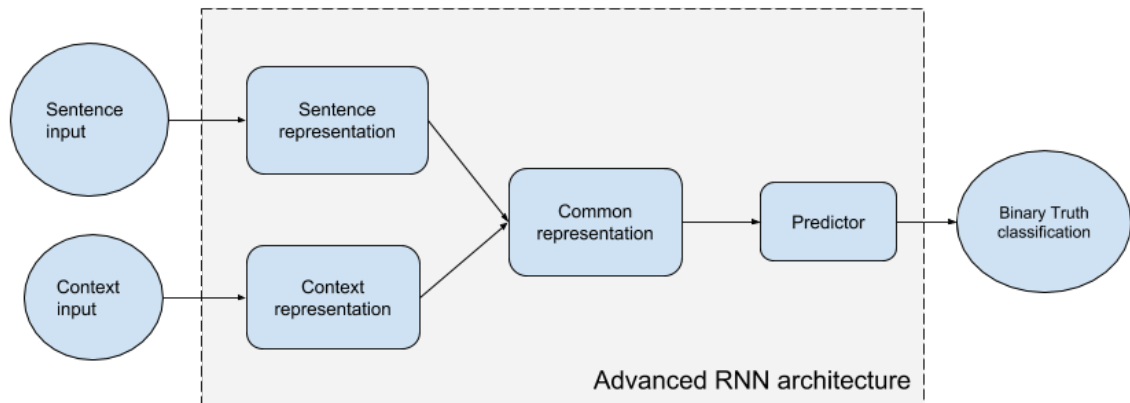 Sentence
input
Sentence
representation
Context
input
Context
representation
Common
representation
Predictor
Binary Truth
classification
Advanced RNN architecture